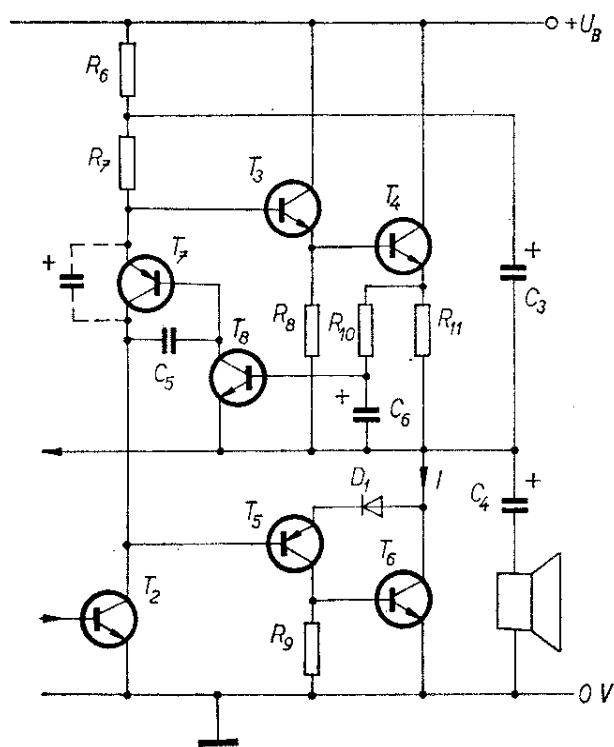 +U_B
R_6
R_7
T_3
T_4
+
T_7
+
C_3
T_8
R_8
R_10
R_11
C_5
+
C_6
D_1
I
C_4
+
T_5
T_6
T_2
R_9
0 V